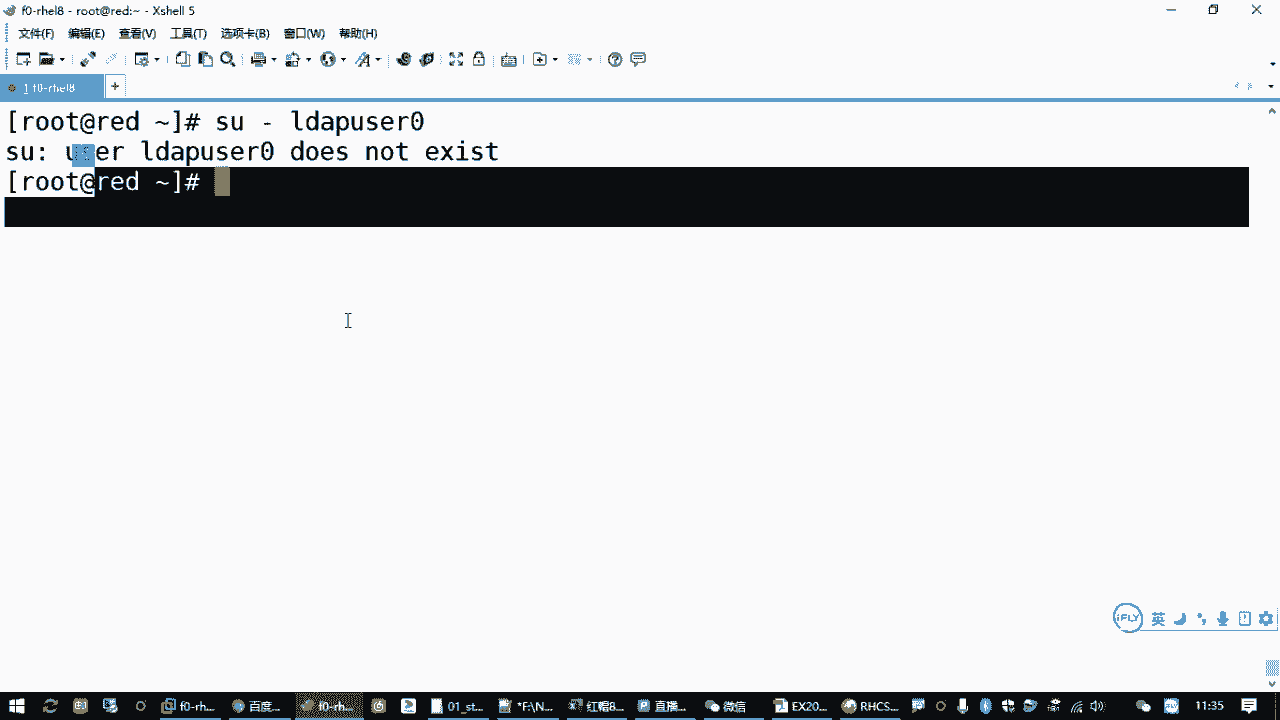 f0-rhel8 - root@red:~ - Xshell 5
文件(F) 编辑(E) 查看(V) 工具(T) 选项卡(B) 窗口(W) 帮助(H)
1 f0-rhel8
[root@red ~]# su - ldapuser0
su: user ldapuser0 does not exist
[root@red ~]#
iFLY 英
f0-rh... 百度... f0-rh... 01_st... *F:\N... 红帽8... 直播... 微信 EX20... RHCS... 11:35